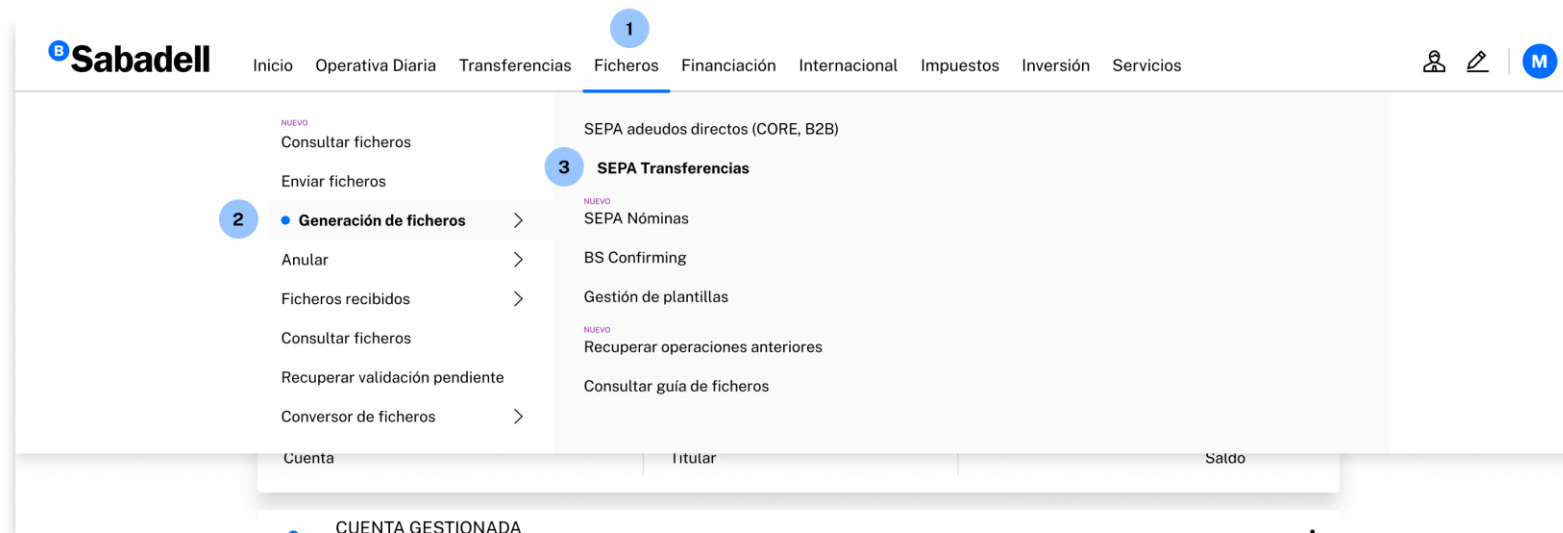 1
B Sabadell
Inicio Operativa Diaria Transferencias Ficheros Financiación Internacional Impuestos Inversión Servicios
M
NUEVO
Consultar ficheros
Enviar ficheros
2 Generación de ficheros
Anular
Ficheros recibidos
Consultar ficheros
Recuperar validación pendiente
Conversor de ficheros
SEPA adeudos directos (CORE, B2B)
3 SEPA Transferencias
NUEVO
SEPA Nóminas
BS Confirming
Gestión de plantillas
NUEVO
Recuperar operaciones anteriores
Consultar guía de ficheros
Cuenta Titular Saldo
CUENTA GESTIONADA